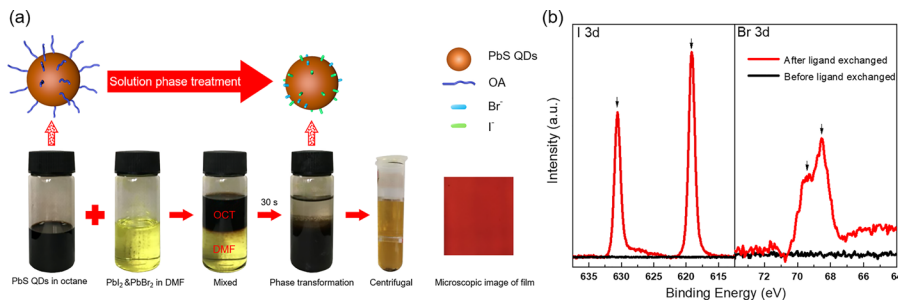 (a)
Solution phase treatment
PbS QDs
OA
Br-
I-
OCT
DMF
30 s
PbS QDs in octane
PbI2&PbBr2 in DMF
Mixed
Phase transformation
Centrifugal
Microscopic image of film
(b)
I 3d
Br 3d
After ligand exchanged
Before ligand exchanged
Intensity (a.u.)
635 630 625 620 615 72 70 68 66 64
Binding Energy (eV)